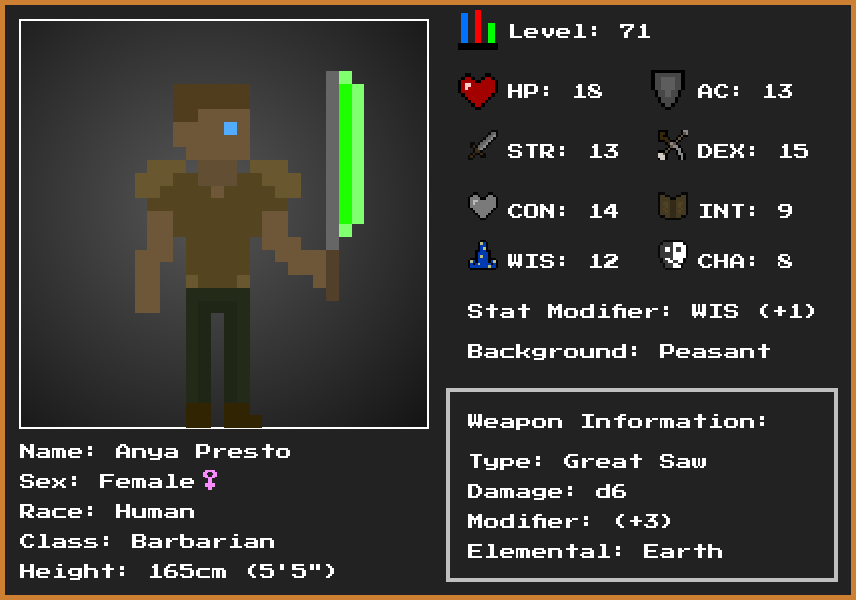 Level: 71
HP: 18 AC: 13
STR: 13 DEX: 15
CON: 14 INT: 9
WIS: 12 CHA: 8
Stat Modifier: WIS (+1)
Background: Peasant
Weapon Information:
Type: Great Saw
Damage: d6
Modifier: (+3)
Elemental: Earth
Name: Anya Presto
Sex: Female♀
Race: Human
Class: Barbarian
Height: 165cm (5'5")